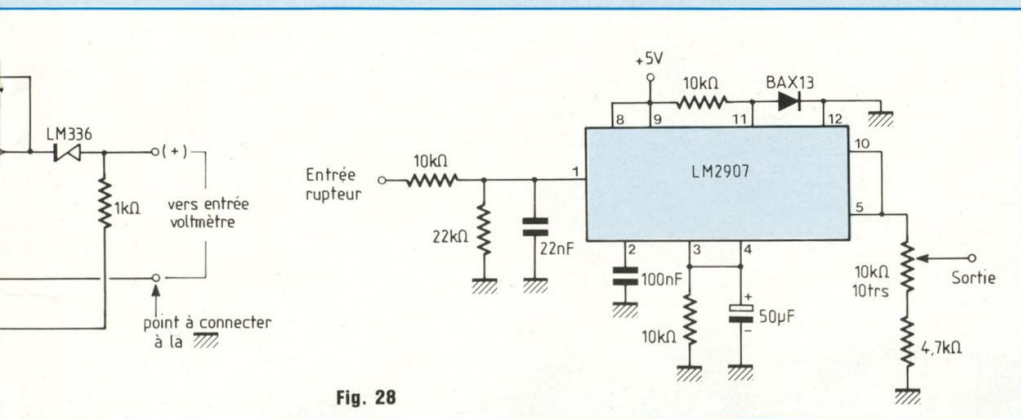 LM336
(+)
1kΩ
vers entrée
voltmètre
point à connecter
à la
Entrée
rupteur
10kΩ
22kΩ
22nF
+5V
10kΩ
BAX13
8
9
11
12
1
LM2907
10
5
2
3
4
100nF
10kΩ
+
50µF
−
10kΩ
10trs
Sortie
4,7kΩ
Fig. 28